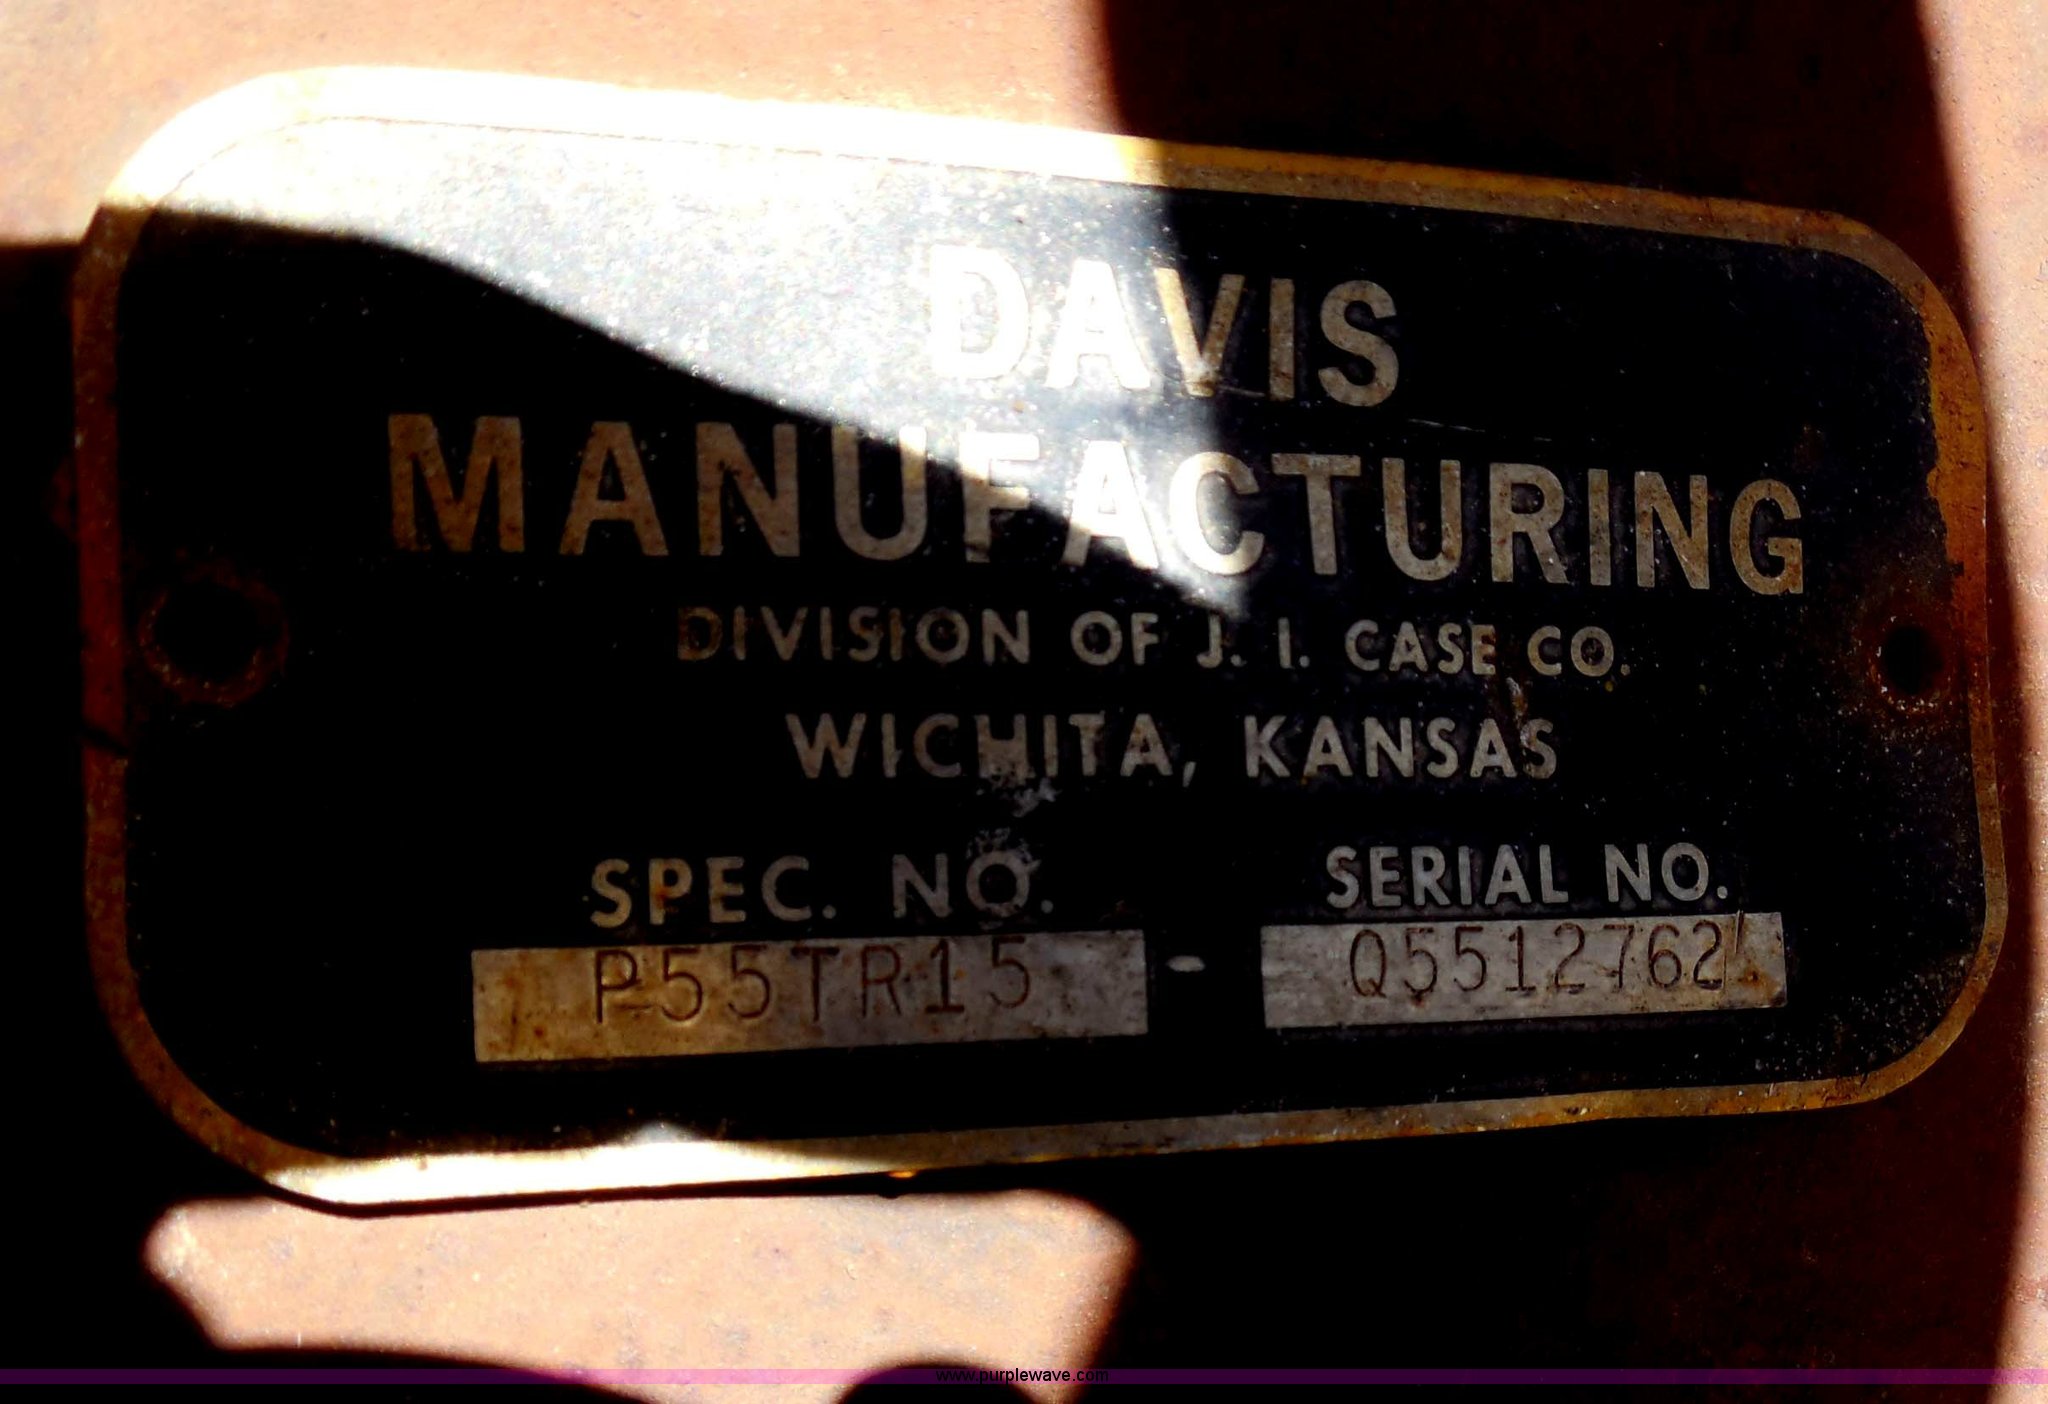 DAVIS
MANUFACTURING
DIVISION OF J. I. CASE CO.
WICHITA, KANSAS
SPEC. NO. SERIAL NO.
P55TR15 - Q5512762
www.purplewave.com